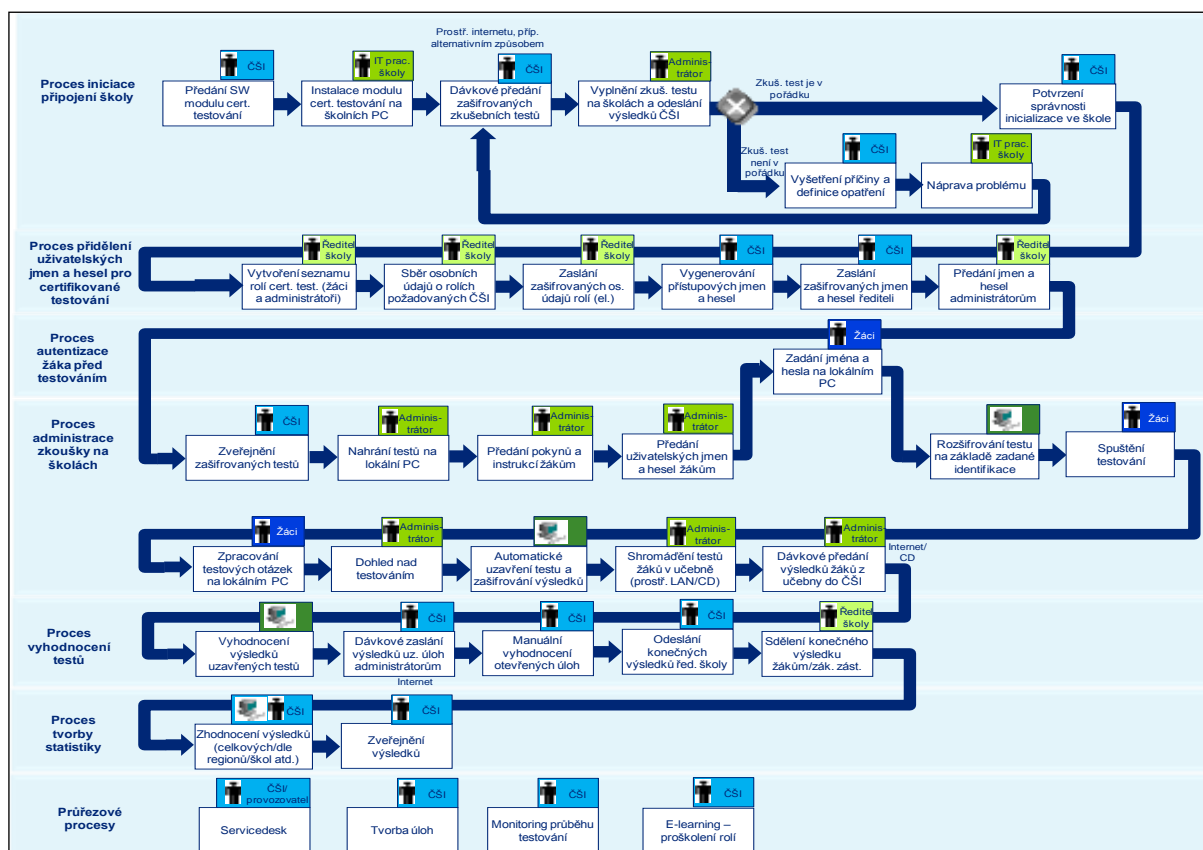 Prostř. internetu, příp.
alternativním způsobem
Proces iniciace
připojení školy
ČŠI
Předání SW
modulu cert.
testování
IT prac.
školy
Instalace modulu
cert. testování na
školních PC
ČŠI
Dávkové předání
zašifrovaných
zkušebních testů
Adminis-
trátor
Vyplnění zkuš. testu
na školách a odeslání
výsledků ČŠI
Zkuš. test je v
pořádku
ČŠI
Potvrzení
správnosti
inicializace ve škole
Zkuš. test
není v
pořádku
ČŠI
Vyšetření příčiny a
definice opatření
IT prac.
školy
Náprava problému
Proces přidělení
uživatelských
jmen a hesel pro
certifikované
testování
Ředitel
školy
Vytvoření seznamu
rolí cert. test. (žáci
a administrátoři)
Ředitel
školy
Sběr osobních
údajů o rolích
požadovaných ČŠI
Ředitel
školy
Zaslání
zašifrovaných os.
údajů rolí (el.)
ČŠI
Vygenerování
přístupových jmen
a hesel
ČŠI
Zaslání
zašifrovaných jmen
a hesel řediteli
Ředitel
školy
Předání jmen a
hesel
administrátorům
Proces
autentizace
žáka před
testováním
Žáci
Zadání jména a
hesla na lokálním
PC
Proces
administrace
zkoušky na
školách
ČŠI
Zveřejnění
zašifrovaných testů
Adminis-
trátor
Nahrání testů na
lokální PC
Adminis-
trátor
Předání pokynů a
instrukcí žákům
Adminis-
trátor
Předání
uživatelských jmen
a hesel žákům
Rozšifrování testu
na základě zadané
identifikace
Žáci
Spuštění
testování
Žáci
Zpracování
testových otázek
na lokálním PC
Adminis-
trátor
Dohled nad
testováním
Automatické
uzavření testu a
zašifrování výsledků
Adminis-
trátor
Shromáďění testů
žáků v učebně
(prostř. LAN/CD)
Adminis-
trátor
Dávkové předání
výsledků žáků z
učebny do ČŠI
Internet/
CD
Proces
vyhodnocení
testů
Vyhodnocení
výsledků
uzavřených testů
ČŠI
Dávkové zaslání
výsledků uz. úloh
administrátorům
Internet
ČŠI
Manuální
vyhodnocení
otevřených úloh
ČŠI
Odeslání
konečných
výsledků řed. školy
Ředitel
školy
Sdělení konečného
výsledku
žákům/zák. zást.
Proces
tvorby
statistiky
ČŠI
Zhodnocení výsledků
(celkových/dle
regionů/škol atd.)
ČŠI
Zveřejnění
výsledků
Průřezové
procesy
ČŠI/
provozovatel
Servicedesk
ČŠI
Tvorba úloh
ČŠI
Monitoring průběhu
testování
ČŠI
E-learning –
proškolení rolí